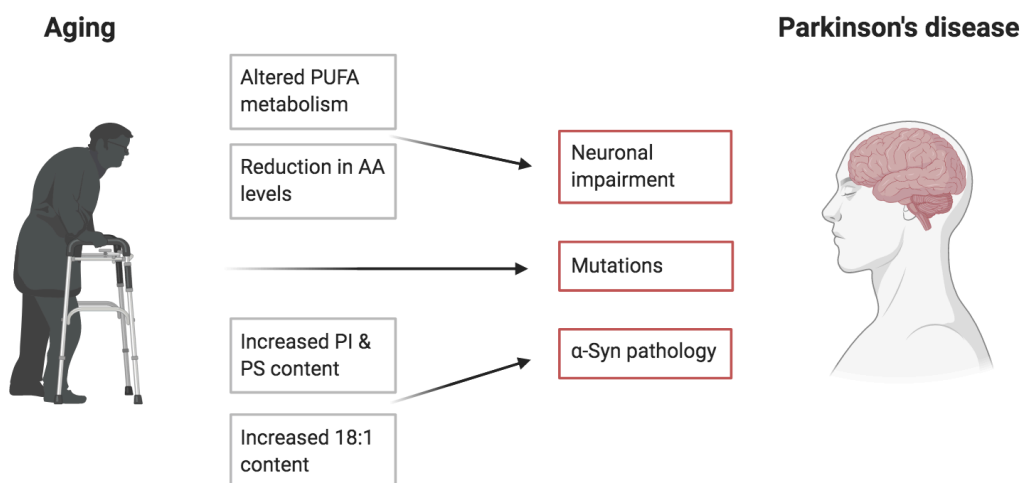 Aging
Parkinson's disease
Altered PUFA
metabolism
Reduction in AA
levels
Neuronal
impairment
Mutations
Increased PI &
PS content
α-Syn pathology
Increased 18:1
content